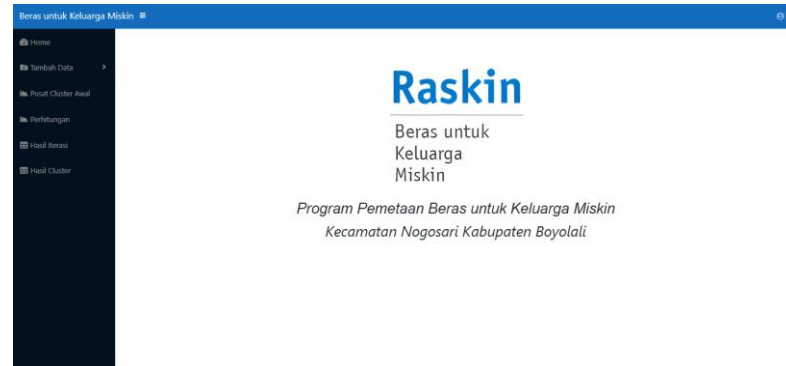 Beras untuk Keluarga Miskin
Home
Tambah Data
Pusat Cluster Awal
Perhitungan
Hasil Iterasi
Hasil Cluster
Raskin
Beras untuk
Keluarga
Miskin
Program Pemetaan Beras untuk Keluarga Miskin
Kecamatan Nogosari Kabupaten Boyolali